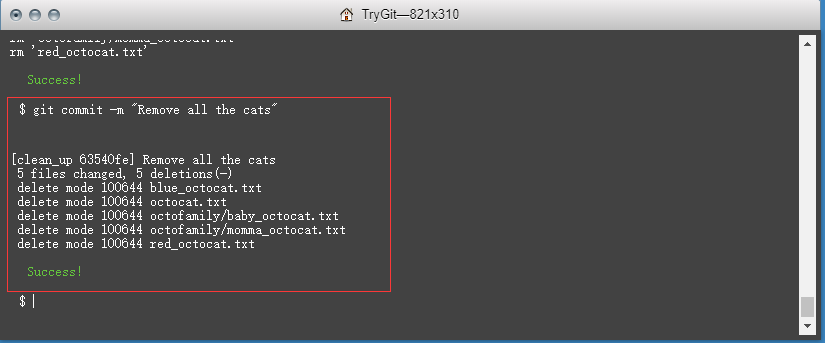 TryGit—821x310
rm 'octofamily/momma_octocat.txt'
rm 'red_octocat.txt'
Success!
$ git commit -m "Remove all the cats"
[clean_up 63540fe] Remove all the cats
5 files changed, 5 deletions(-)
delete mode 100644 blue_octocat.txt
delete mode 100644 octocat.txt
delete mode 100644 octofamily/baby_octocat.txt
delete mode 100644 octofamily/momma_octocat.txt
delete mode 100644 red_octocat.txt
Success!
$